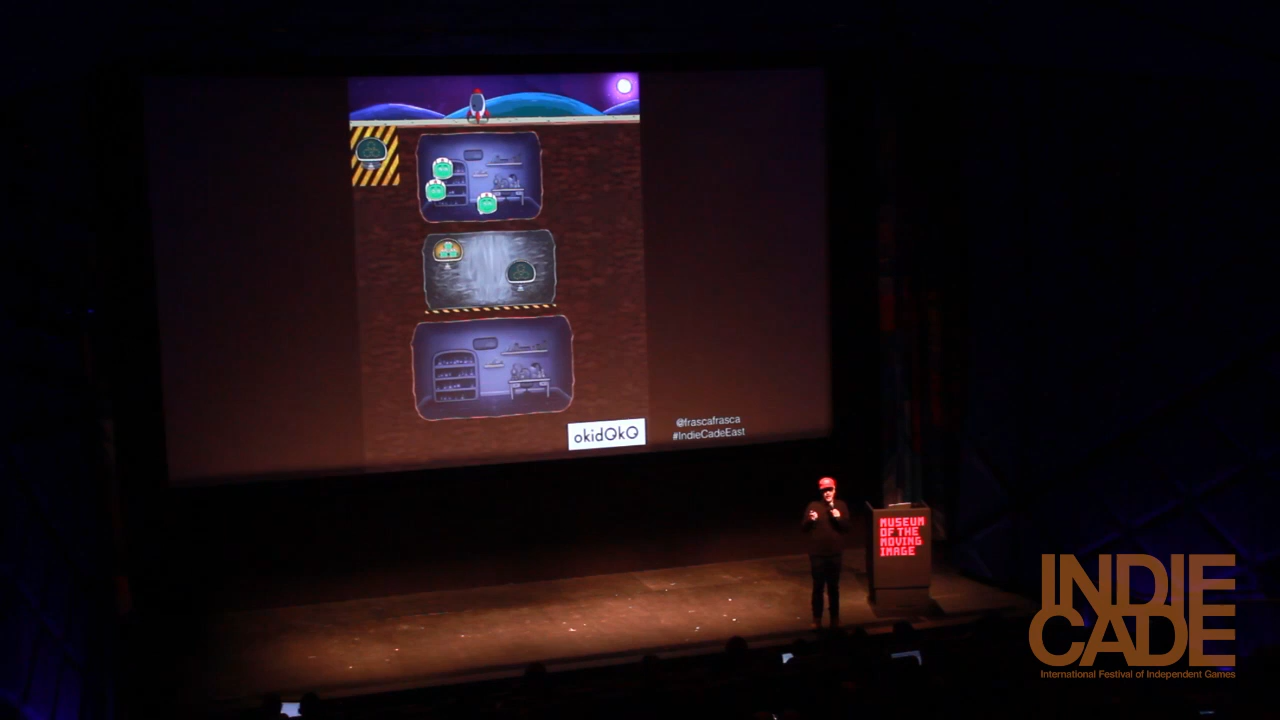 okidOkO
@frascafrasca
#IndieCadeEast
MUSEUM
OF THE
MOVING
IMAGE
INDIE
CADE
International Festival of Independent Games